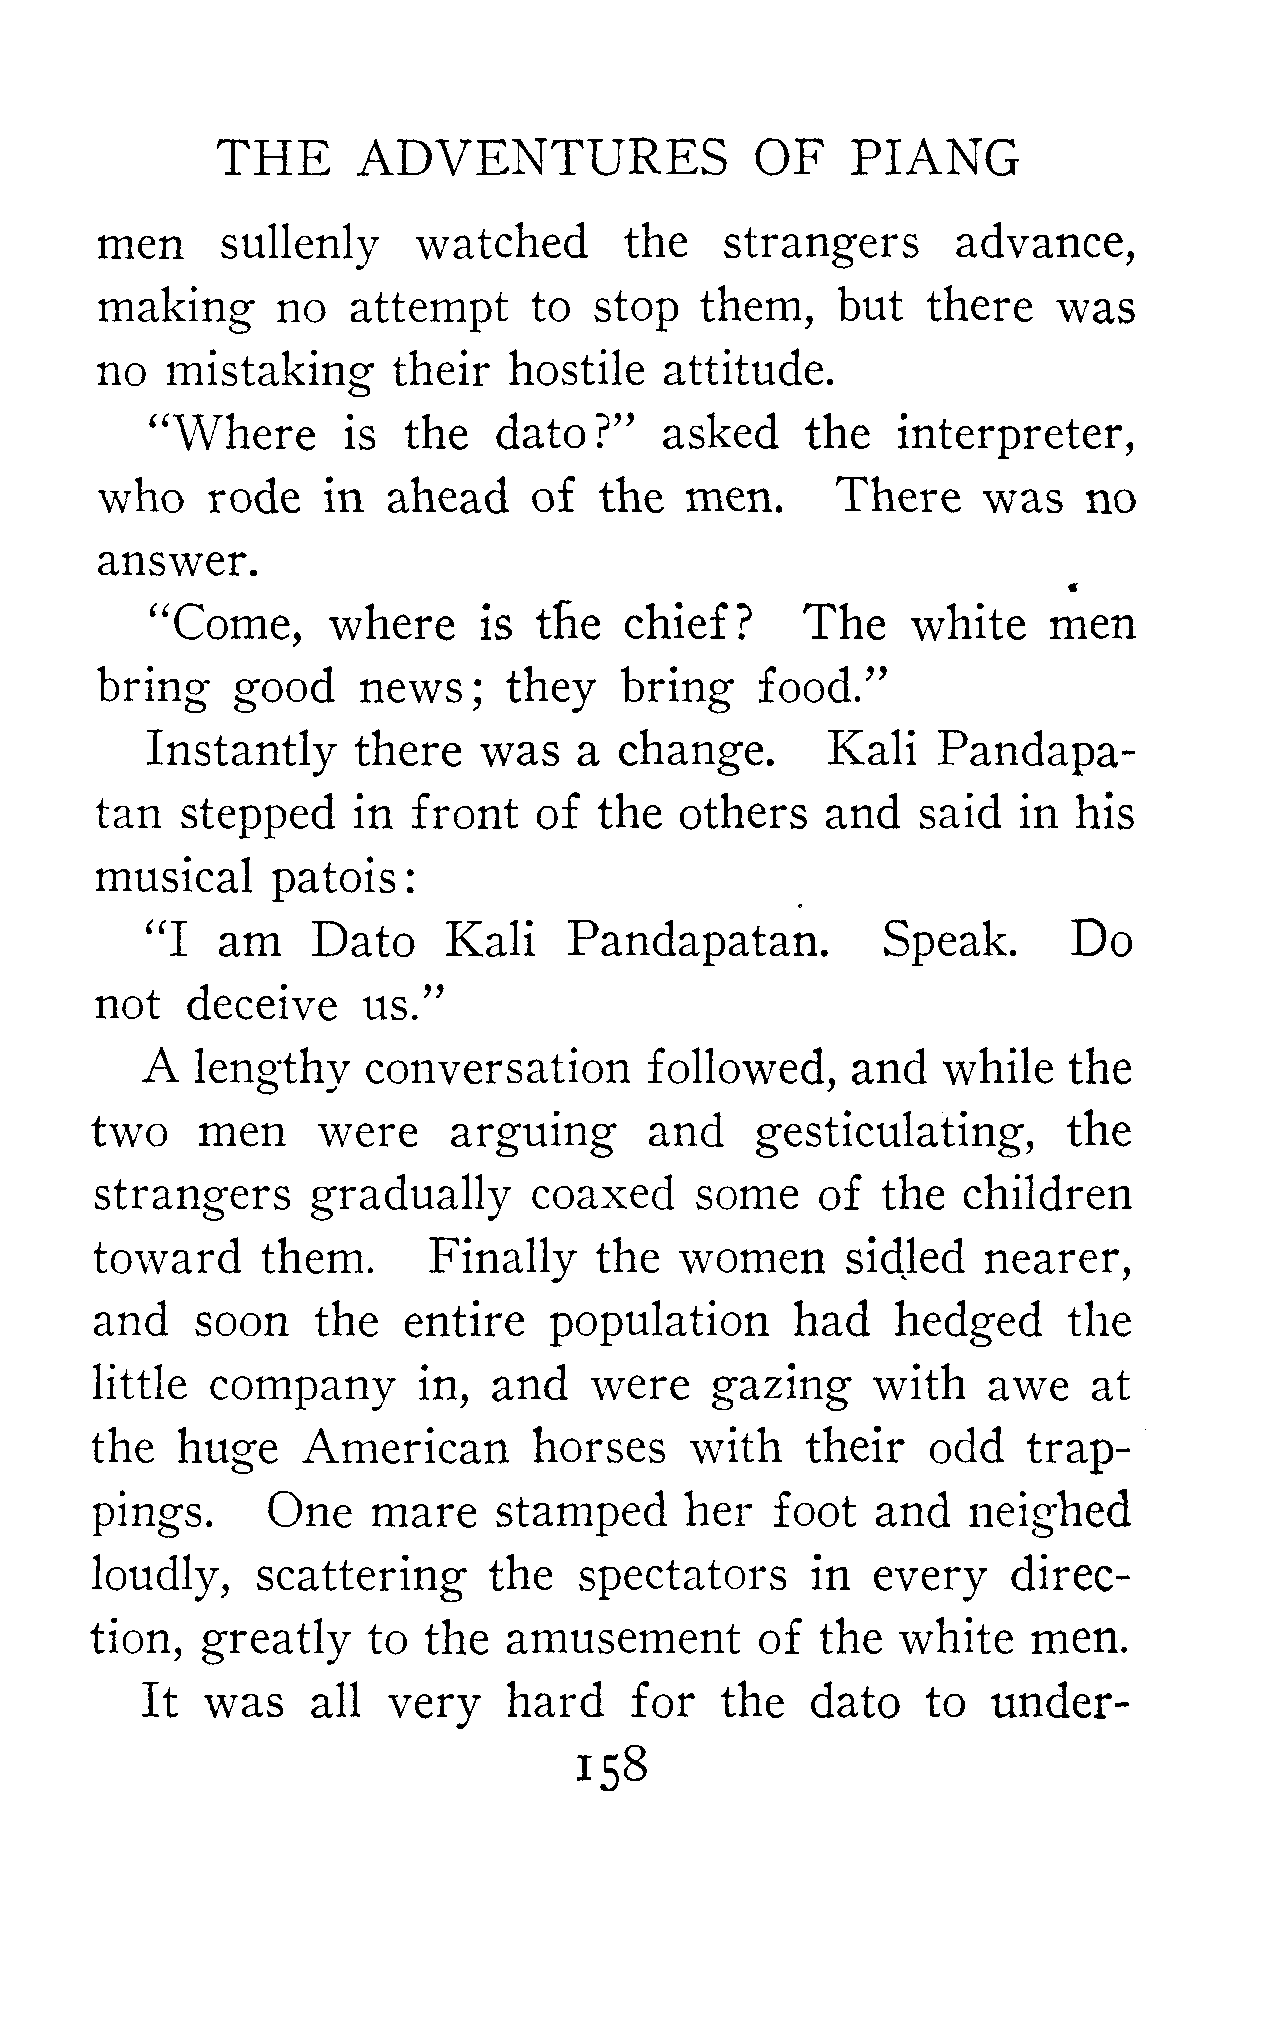 THE ADVENTURES OF PIANG
men sullenly watched the strangers advance,
making no attempt to stop them, but there was
no mistaking their hostile attitude.
"Where is the dato?" asked the interpreter,
who rode in ahead of the men. There was no
answer.
"Come, where is the chief? The white men
bring good news; they bring food."
Instantly there was a change. Kali Pandapa-
tan stepped in front of the others and said in his
musical patois:
"I am Dato Kali Pandapatan. Speak. Do
not deceive us."
A lengthy conversation followed, and while the
two men were arguing and gesticulating, the
strangers gradually coaxed some of the children
toward them. Finally the women sidled nearer,
and soon the entire population had hedged the
little company in, and were gazing with awe at
the huge American horses with their odd trap-
pings. One mare stamped her foot and neighed
loudly, scattering the spectators in every direc-
tion, greatly to the amusement of the white men.
It was all very hard for the dato to under-
158